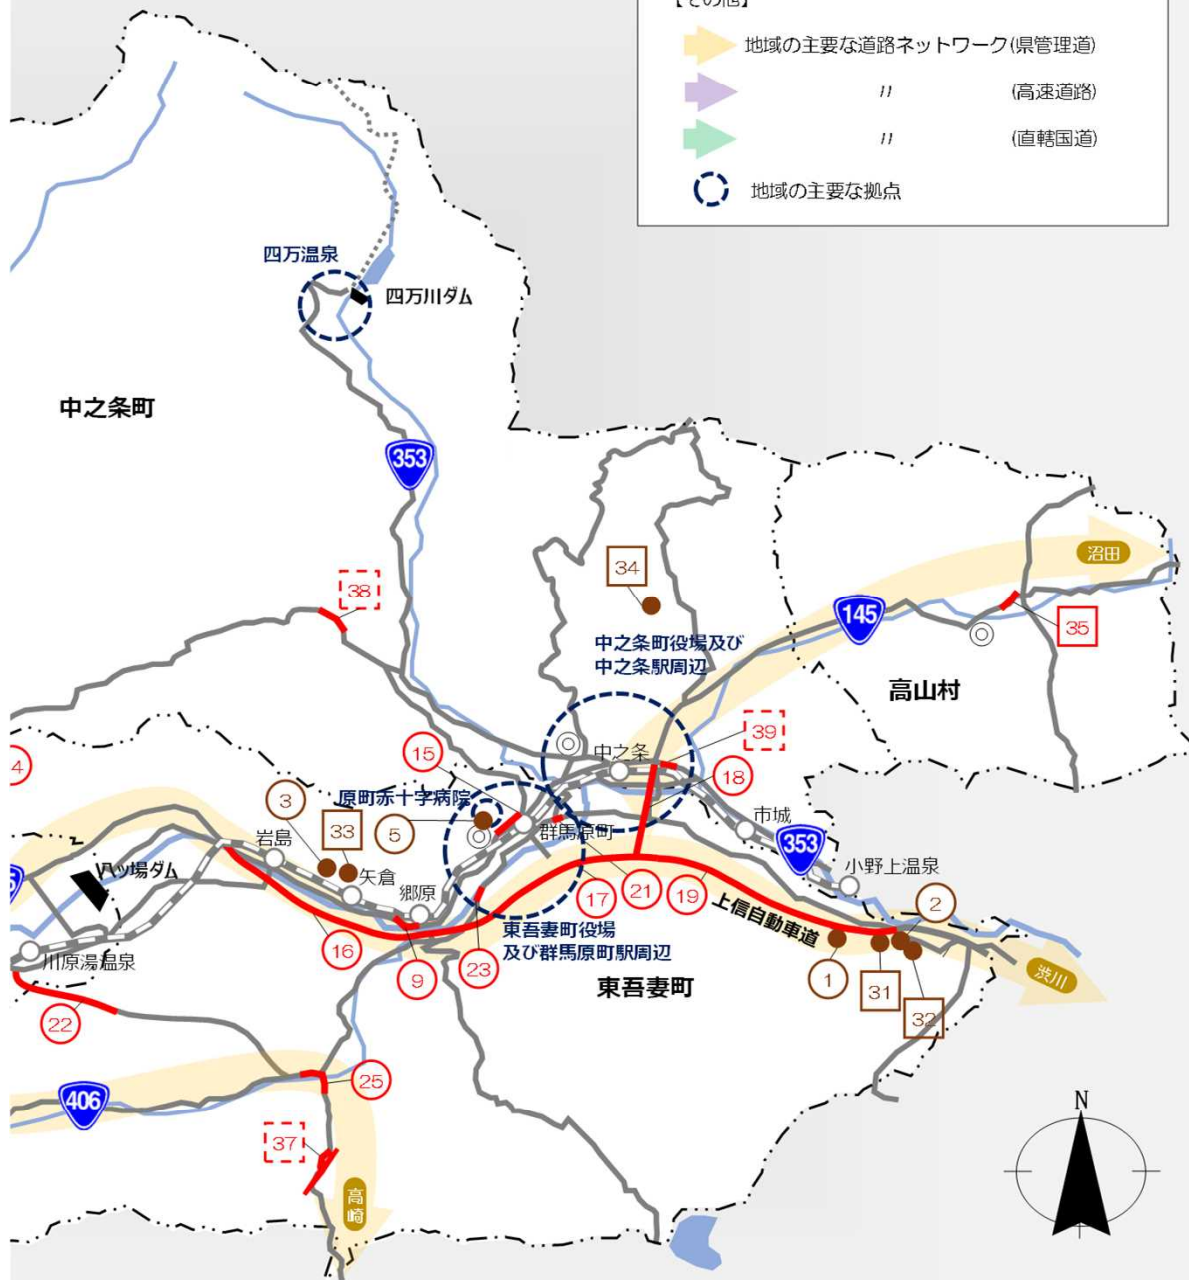 【その他】
地域の主要な道路ネットワーク(県管理道)
〃 (高速道路)
〃 (直轄国道)
地域の主要な拠点
四万温泉
四万川ダム
中之条町
353
沼田
34
38
145
35
中之条町役場及び
中之条駅周辺
高山村
39
15
中之条
18
4
3
原町赤十字病院
33
5
岩島
市城
群馬原町
353
八ッ場ダム
矢倉
小野上温泉
郷原
21
17
19
2
上信自動車道
東吾妻町役場
及び群馬原町駅周辺
16
川原湯温泉
9
23
東吾妻町
1
31
渋川
22
32
25
406
N
37
高崎